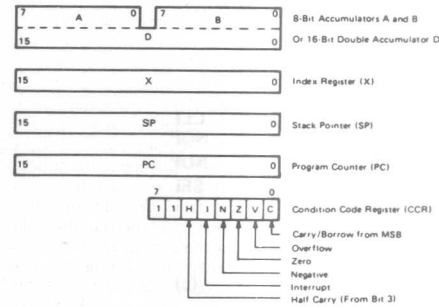 7 A 0 7 B 0 8-Bit Accumulators A and B
15 D 0 Or 16-Bit Double Accumulator D
15 X 0 Index Register (X)
15 SP 0 Stack Pointer (SP)
15 PC 0 Program Counter (PC)
7 0
1 1 H I N Z V C Condition Code Register (CCR)
Carry/Borrow from MSB
Overflow
Zero
Negative
Interrupt
Half Carry (From Bit 3)